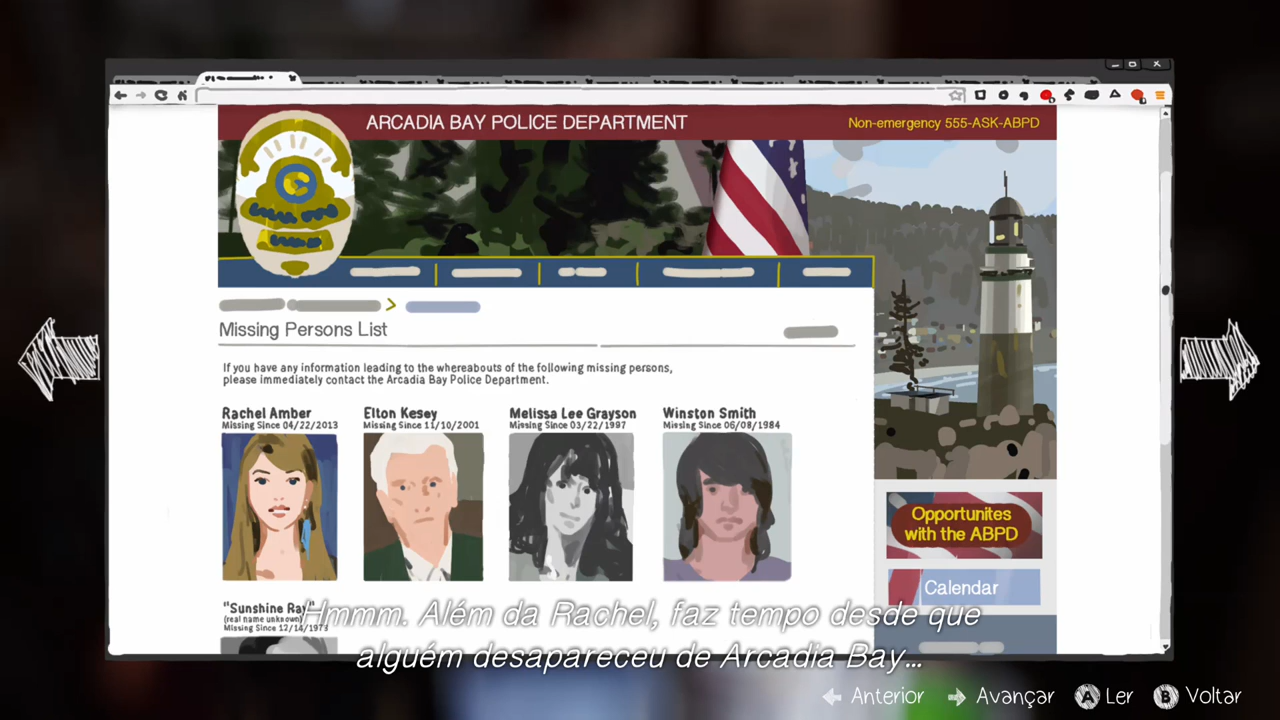 ARCADIA BAY POLICE DEPARTMENT
Non-emergency 555-ASK-ABPD
Missing Persons List
If you have any information leading to the whereabouts of the following missing persons,
please immediately contact the Arcadia Bay Police Department.
Rachel Amber
Missing Since 04/22/2013
Elton Kesey
Missing Since 11/10/2001
Melissa Lee Grayson
Missing Since 03/22/1997
Winston Smith
Missing Since 06/08/1984
Opportunites
with the ABPD
Calendar
"Sunshine Ray"
(real name unknown)
Missing Since 12/14/1973
Hmmm. Além da Rachel, faz tempo desde que
alguém desapareceu de Arcadia Bay...
Anterior
Avançar
A Ler
B Voltar